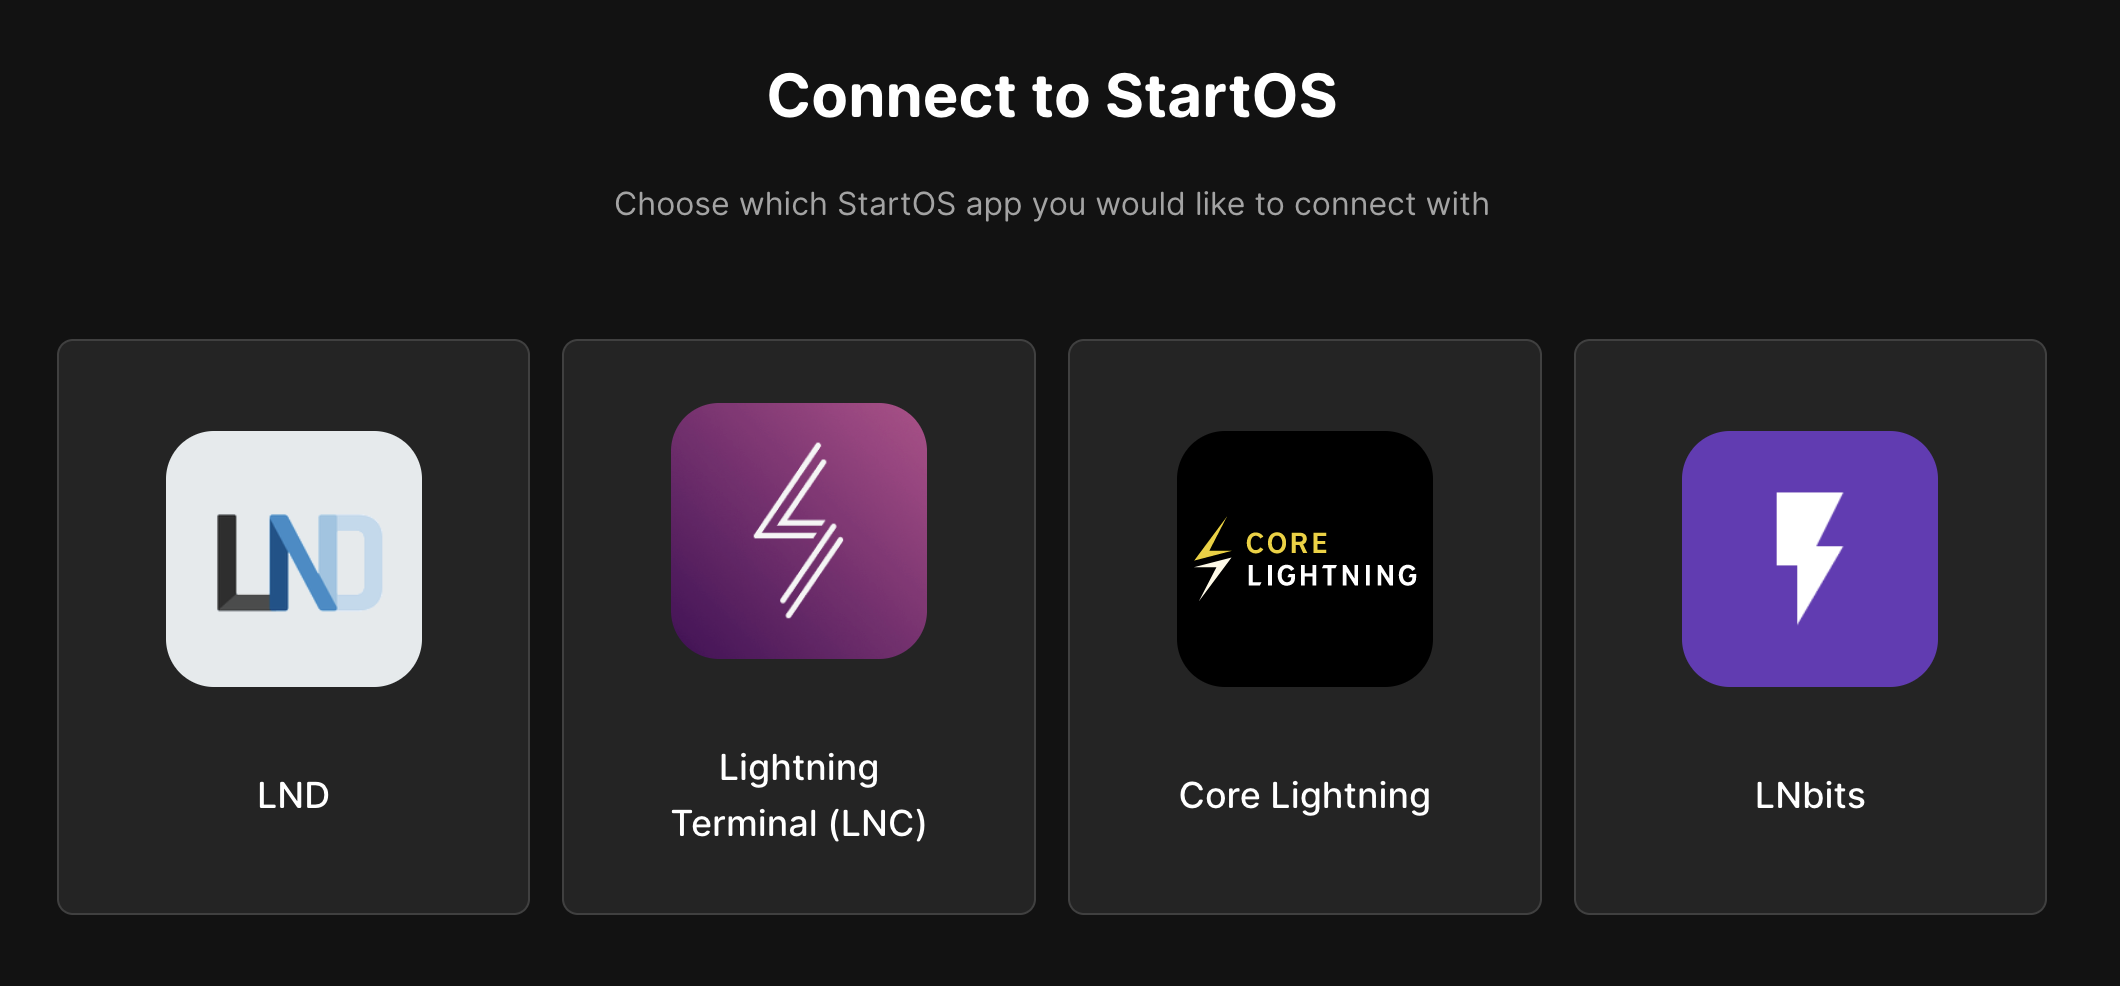 Connect to StartOS
Choose which StartOS app you would like to connect with
LND
LND
Lightning
Terminal (LNC)
CORE
LIGHTNING
Core Lightning
LNbits